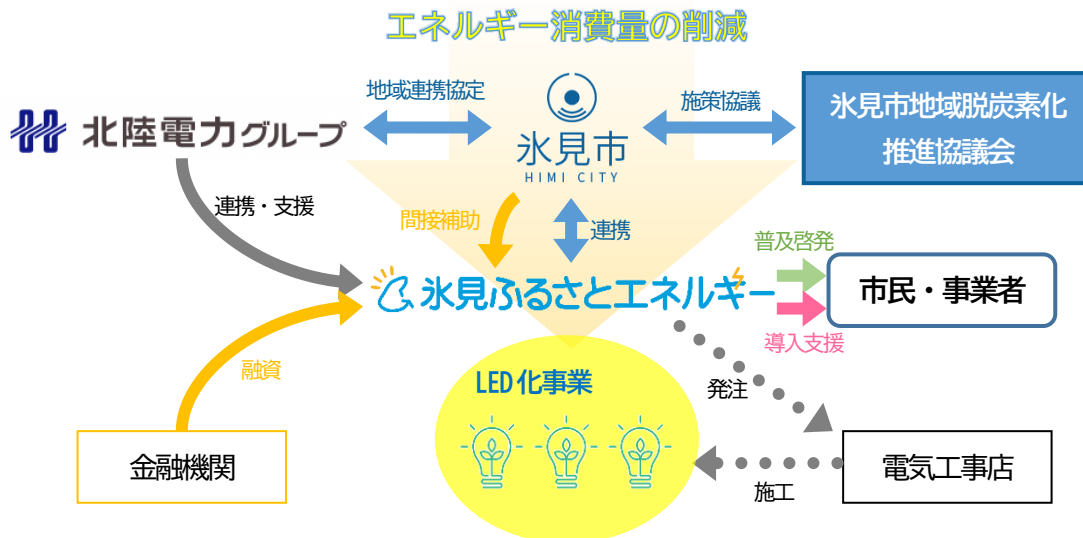 エネルギー消費量の削減
地域連携協定
施策協議
北陸電力グループ
氷見市
HIMI CITY
氷見市地域脱炭素化
推進協議会
連携・支援
間接補助
連携
普及啓発
氷見ふるさとエネルギー
市民・事業者
導入支援
融資
LED化事業
発注
金融機関
電気工事店
施工